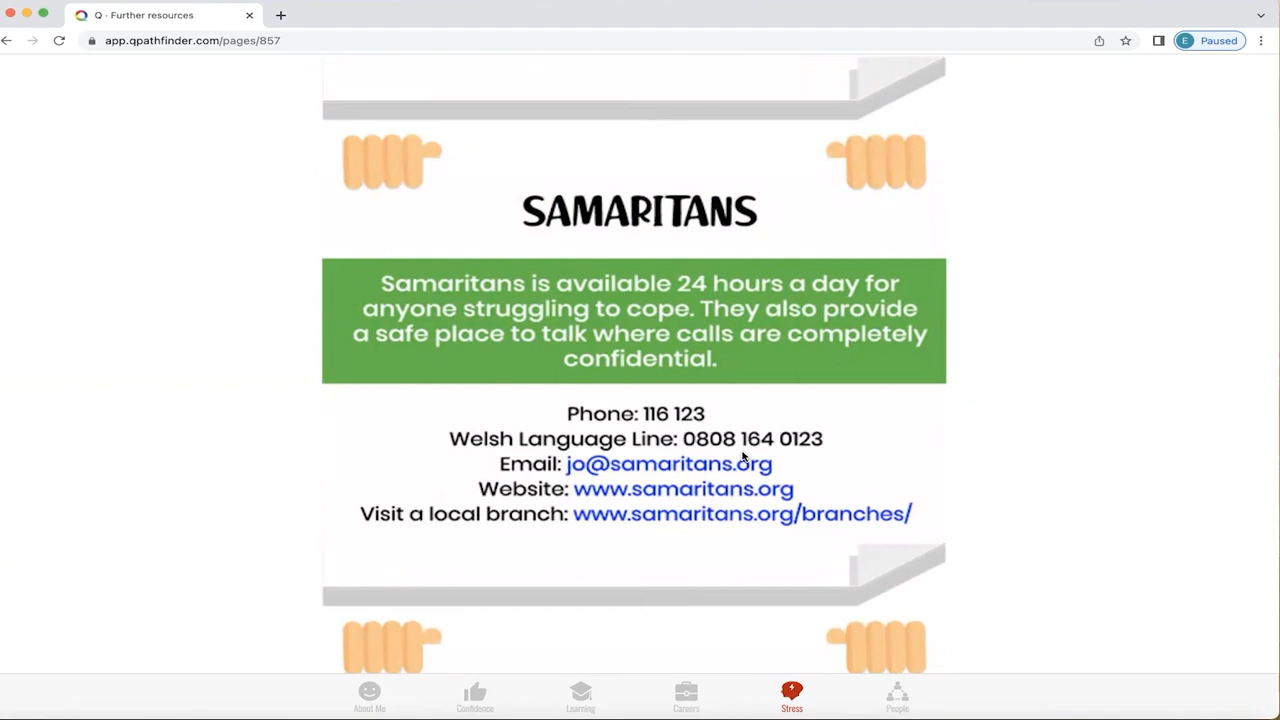 Q - Further resources
app.qpathfinder.com/pages/857
E Paused
SAMARITANS
Samaritans is available 24 hours a day for
anyone struggling to cope. They also provide
a safe place to talk where calls are completely
confidential.
Phone: 116 123
Welsh Language Line: 0808 164 0123
Email: jo@samaritans.org
Website: www.samaritans.org
Visit a local branch: www.samaritans.org/branches/
About Me Confidence Learning Careers Stress People